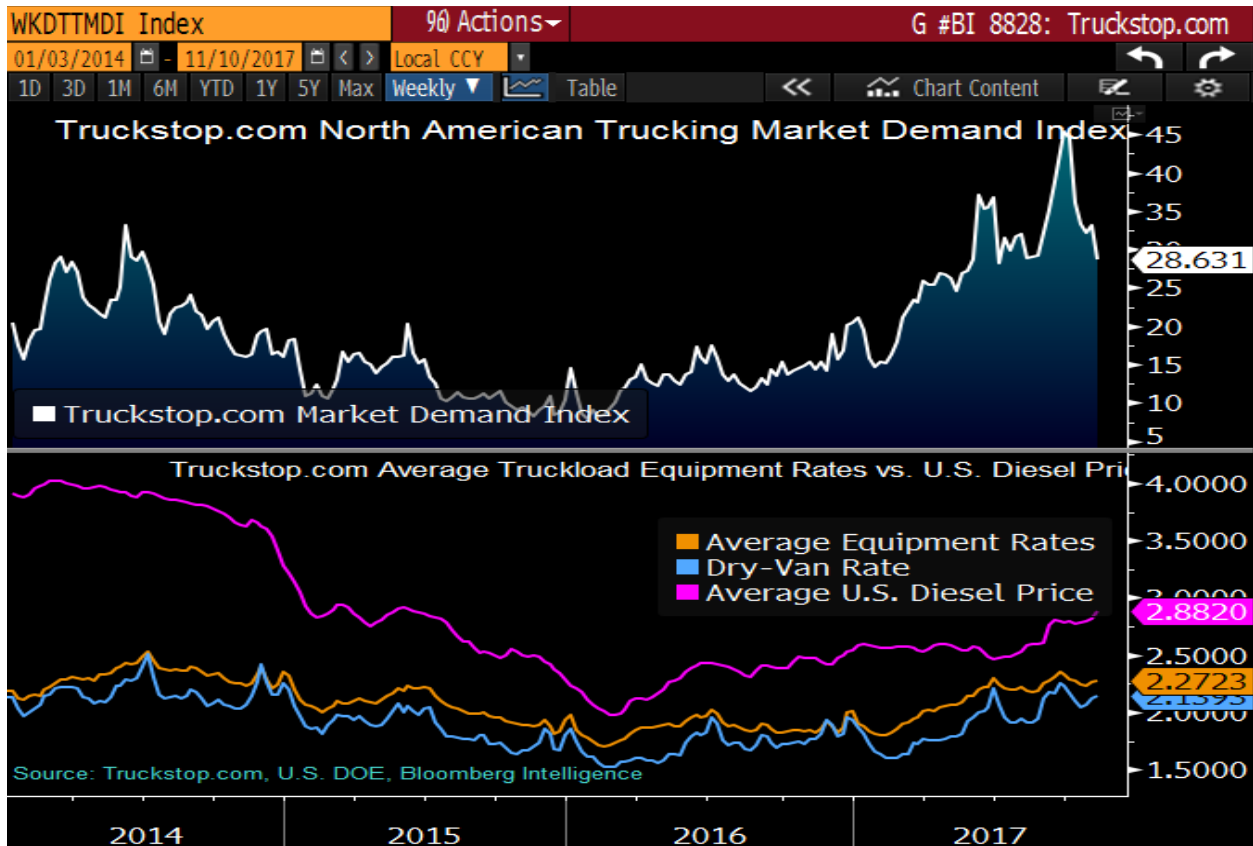 WKDTTMDI Index 96) Actions G #BI 8828: Truckstop.com
01/03/2014 - 11/10/2017 Local CCY
1D 3D 1M 6M YTD 1Y 5Y Max Weekly ▼ Table << Chart Content
Truckstop.com North American Trucking Market Demand Index
45
40
35
28.631
25
20
15
10
5
Truckstop.com Market Demand Index
Truckstop.com Average Truckload Equipment Rates vs. U.S. Diesel Pri
4.0000
3.5000
Average Equipment Rates
Dry-Van Rate
Average U.S. Diesel Price
2.8820
2.5000
2.2723
2.1393
2.0000
1.5000
Source: Truckstop.com, U.S. DOE, Bloomberg Intelligence
2014 2015 2016 2017